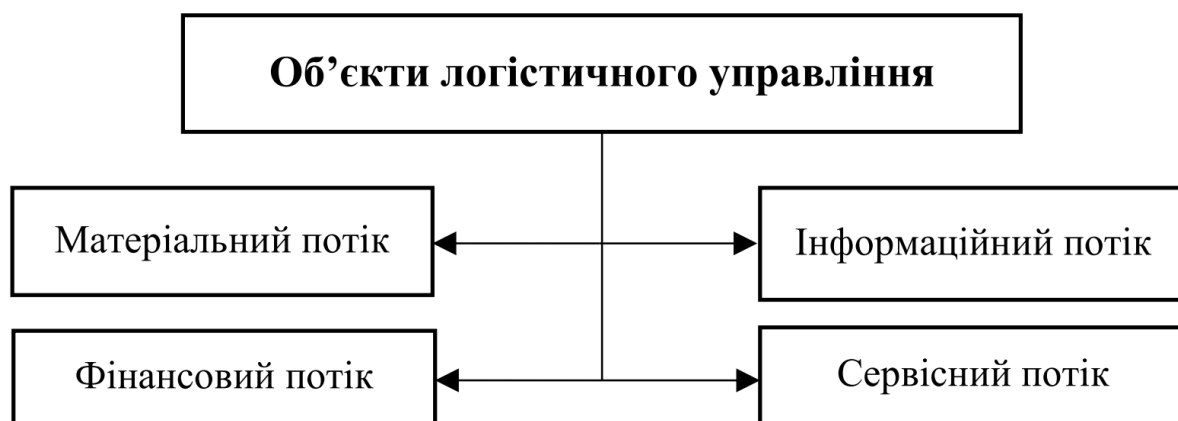 Об’єкти логістичного управління
Матеріальний потік
Інформаційний потік
Фінансовий потік
Сервісний потік